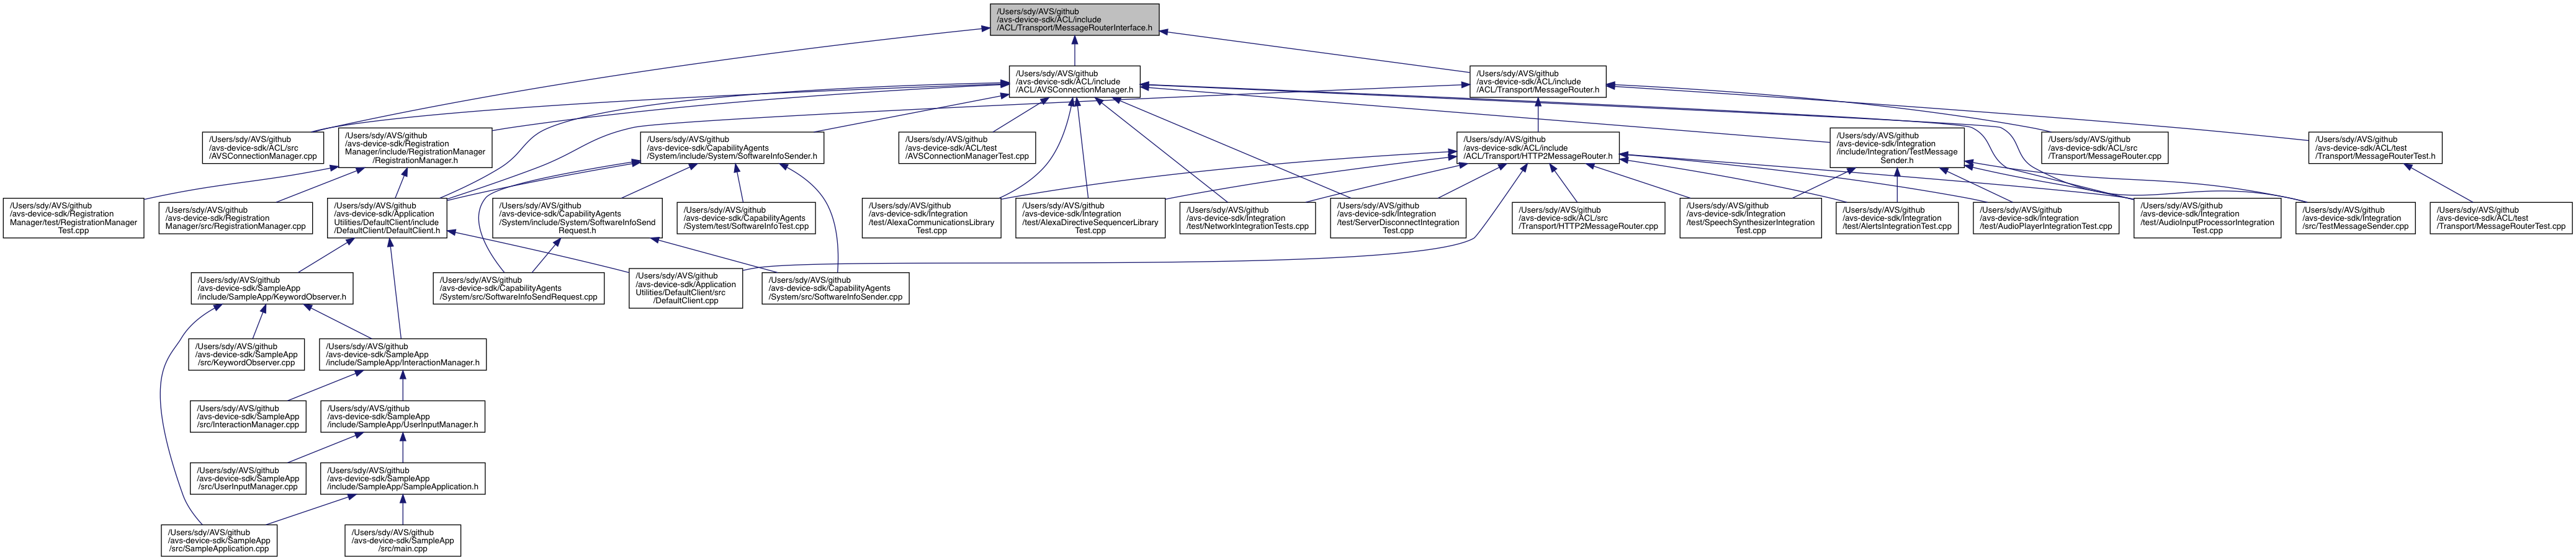 /Users/sdy/AVS/github
/avs-device-sdk/ACL/include
/ACL/Transport/MessageRouterInterface.h
/Users/sdy/AVS/github
/avs-device-sdk/ACL/include
/ACL/AVSConnectionManager.h
/Users/sdy/AVS/github
/avs-device-sdk/ACL/include
/ACL/Transport/MessageRouter.h
/Users/sdy/AVS/github
/avs-device-sdk/ACL/src
/AVSConnectionManager.cpp
/Users/sdy/AVS/github
/avs-device-sdk/Registration
Manager/include/RegistrationManager
/RegistrationManager.h
/Users/sdy/AVS/github
/avs-device-sdk/CapabilityAgents
/System/include/System/SoftwareInfoSender.h
/Users/sdy/AVS/github
/avs-device-sdk/ACL/test
/AVSConnectionManagerTest.cpp
/Users/sdy/AVS/github
/avs-device-sdk/ACL/include
/ACL/Transport/HTTP2MessageRouter.h
/Users/sdy/AVS/github
/avs-device-sdk/Integration
/include/Integration/TestMessage
Sender.h
/Users/sdy/AVS/github
/avs-device-sdk/ACL/src
/Transport/MessageRouter.cpp
/Users/sdy/AVS/github
/avs-device-sdk/ACL/test
/Transport/MessageRouterTest.h
/Users/sdy/AVS/github
/avs-device-sdk/Registration
Manager/test/RegistrationManager
Test.cpp
/Users/sdy/AVS/github
/avs-device-sdk/Registration
Manager/src/RegistrationManager.cpp
/Users/sdy/AVS/github
/avs-device-sdk/Application
Utilities/DefaultClient/include
/DefaultClient/DefaultClient.h
/Users/sdy/AVS/github
/avs-device-sdk/CapabilityAgents
/System/include/System/SoftwareInfoSend
Request.h
/Users/sdy/AVS/github
/avs-device-sdk/CapabilityAgents
/System/test/SoftwareInfoTest.cpp
/Users/sdy/AVS/github
/avs-device-sdk/Integration
/test/AlexaCommunicationsLibrary
Test.cpp
/Users/sdy/AVS/github
/avs-device-sdk/Integration
/test/AlexaDirectiveSequencerLibrary
Test.cpp
/Users/sdy/AVS/github
/avs-device-sdk/Integration
/test/NetworkIntegrationTests.cpp
/Users/sdy/AVS/github
/avs-device-sdk/Integration
/test/ServerDisconnectIntegration
Test.cpp
/Users/sdy/AVS/github
/avs-device-sdk/ACL/src
/Transport/HTTP2MessageRouter.cpp
/Users/sdy/AVS/github
/avs-device-sdk/Integration
/test/SpeechSynthesizerIntegration
Test.cpp
/Users/sdy/AVS/github
/avs-device-sdk/Integration
/test/AlertsIntegrationTest.cpp
/Users/sdy/AVS/github
/avs-device-sdk/Integration
/test/AudioPlayerIntegrationTest.cpp
/Users/sdy/AVS/github
/avs-device-sdk/Integration
/test/AudioInputProcessorIntegration
Test.cpp
/Users/sdy/AVS/github
/avs-device-sdk/Integration
/src/TestMessageSender.cpp
/Users/sdy/AVS/github
/avs-device-sdk/ACL/test
/Transport/MessageRouterTest.cpp
/Users/sdy/AVS/github
/avs-device-sdk/SampleApp
/include/SampleApp/KeywordObserver.h
/Users/sdy/AVS/github
/avs-device-sdk/CapabilityAgents
/System/src/SoftwareInfoSendRequest.cpp
/Users/sdy/AVS/github
/avs-device-sdk/Application
Utilities/DefaultClient/src
/DefaultClient.cpp
/Users/sdy/AVS/github
/avs-device-sdk/CapabilityAgents
/System/src/SoftwareInfoSender.cpp
/Users/sdy/AVS/github
/avs-device-sdk/SampleApp
/src/KeywordObserver.cpp
/Users/sdy/AVS/github
/avs-device-sdk/SampleApp
/include/SampleApp/InteractionManager.h
/Users/sdy/AVS/github
/avs-device-sdk/SampleApp
/src/InteractionManager.cpp
/Users/sdy/AVS/github
/avs-device-sdk/SampleApp
/include/SampleApp/UserInputManager.h
/Users/sdy/AVS/github
/avs-device-sdk/SampleApp
/src/UserInputManager.cpp
/Users/sdy/AVS/github
/avs-device-sdk/SampleApp
/include/SampleApp/SampleApplication.h
/Users/sdy/AVS/github
/avs-device-sdk/SampleApp
/src/SampleApplication.cpp
/Users/sdy/AVS/github
/avs-device-sdk/SampleApp
/src/main.cpp